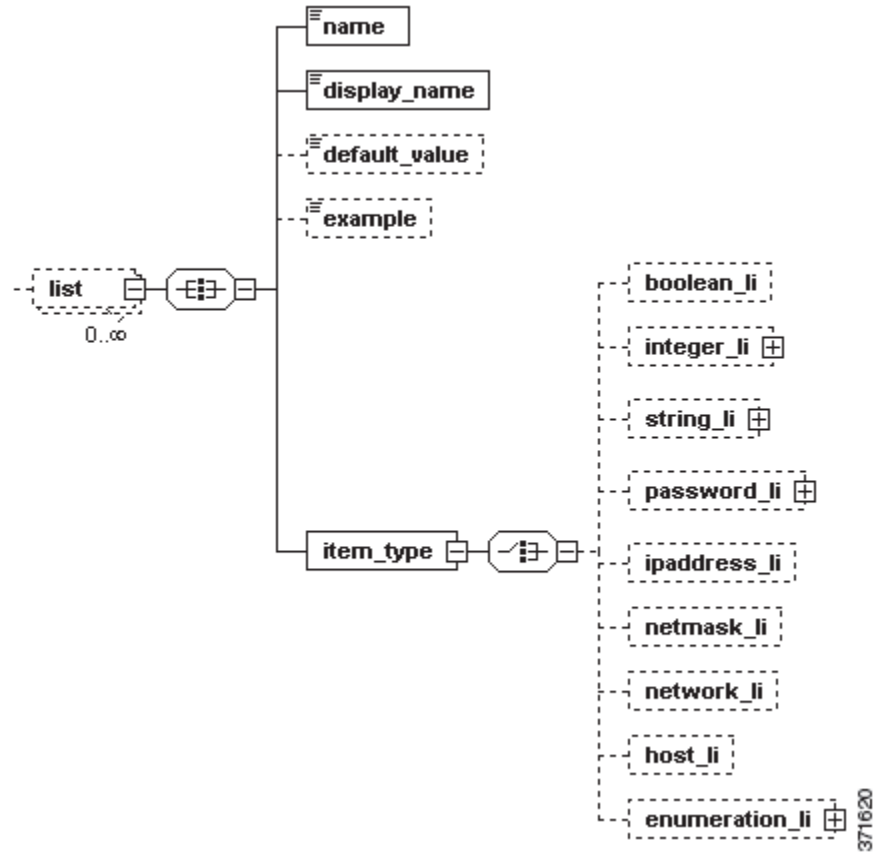 name
display_name
default_value
example
list
0..∞
item_type
boolean_li
integer_li
string_li
password_li
ipaddress_li
netmask_li
network_li
host_li
enumeration_li
371620